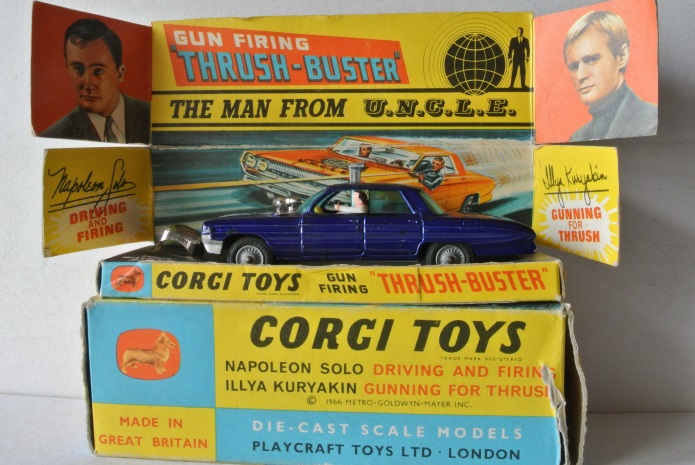 GUN FIRING
"THRUSH-BUSTER"
THE MAN FROM U.N.C.L.E.
Napoleon Solo
DRIVING
AND
FIRING
Illya Kuryakin
GUNNING
FOR
THRUSH
CORGI TOYS
GUN
FIRING
"THRUSH-BUSTER"
CORGI TOYS
TRADE MARK REGISTERED
NAPOLEON SOLO DRIVING AND FIRING
ILLYA KURYAKIN GUNNING FOR THRUSH
© 1966 METRO-GOLDWYN-MAYER INC.
MADE IN
GREAT BRITAIN
DIE-CAST SCALE MODELS
PLAYCRAFT TOYS LTD · LONDON